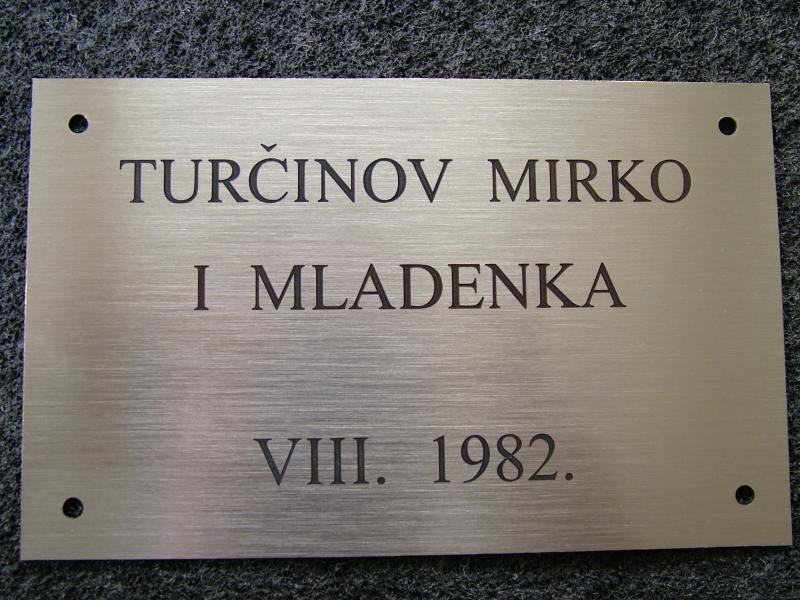 TURČINOV MIRKO
I MLADENKA
VIII. 1982.